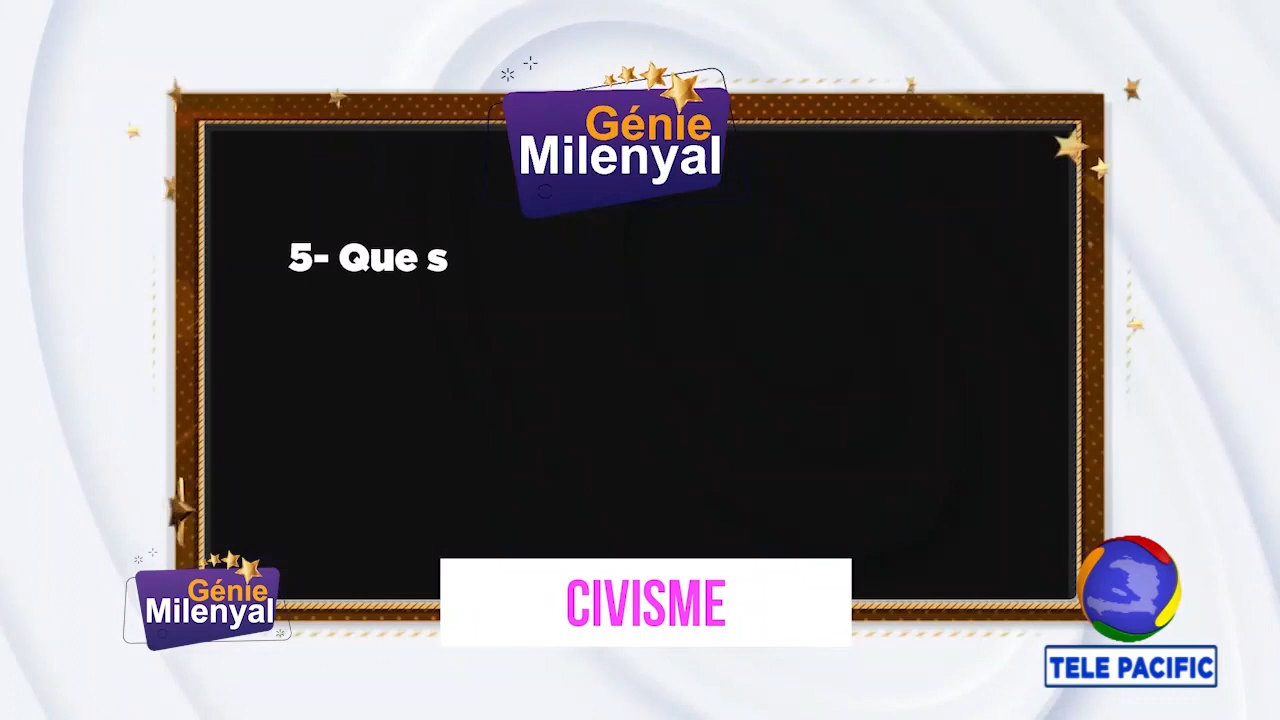 Génie
Milenyal
5- Que s
Génie
Milenyal
CIVISME
TELE PACIFIC